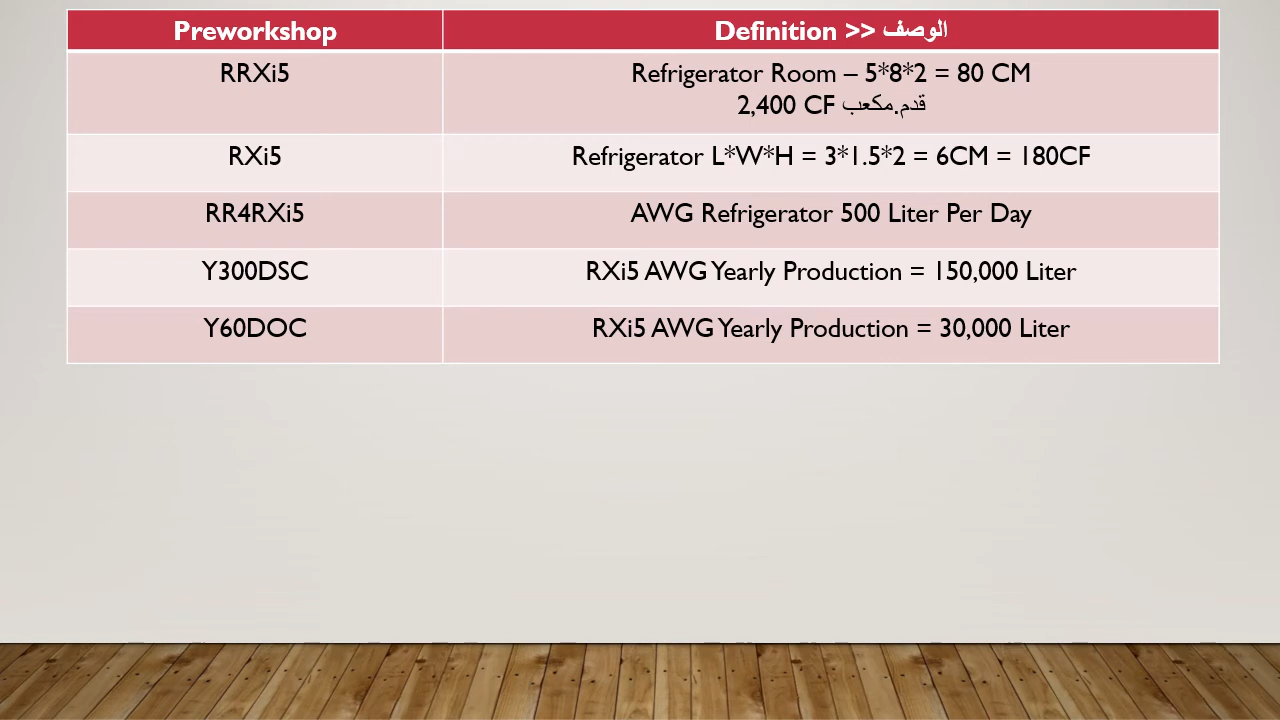 Preworkshop
Definition >> الوصف
RRXi5
Refrigerator Room – 5*8*2 = 80 CM
2,400 CF قدم.مكعب
RXi5
Refrigerator L*W*H = 3*1.5*2 = 6CM = 180CF
RR4RXi5
AWG Refrigerator 500 Liter Per Day
Y300DSC
RXi5 AWG Yearly Production = 150,000 Liter
Y60DOC
RXi5 AWG Yearly Production = 30,000 Liter